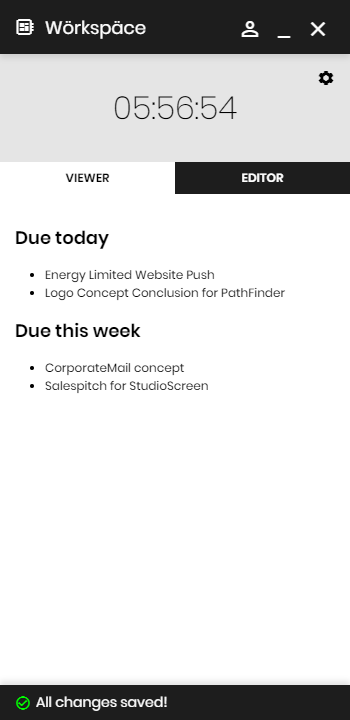 Wörkspäce
05:56:54
VIEWER
EDITOR
Due today
Energy Limited Website Push
Logo Concept Conclusion for PathFinder
Due this week
CorporateMail concept
Salespitch for StudioScreen
All changes saved!